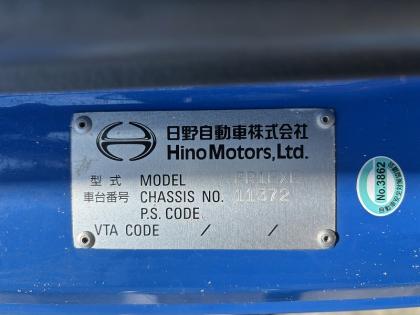 日野自動車株式会社
Hino Motors, Ltd.
型式 MODEL
車台番号 CHASSIS NO. 11372
P.S. CODE
VTA CODE / /
No.3862